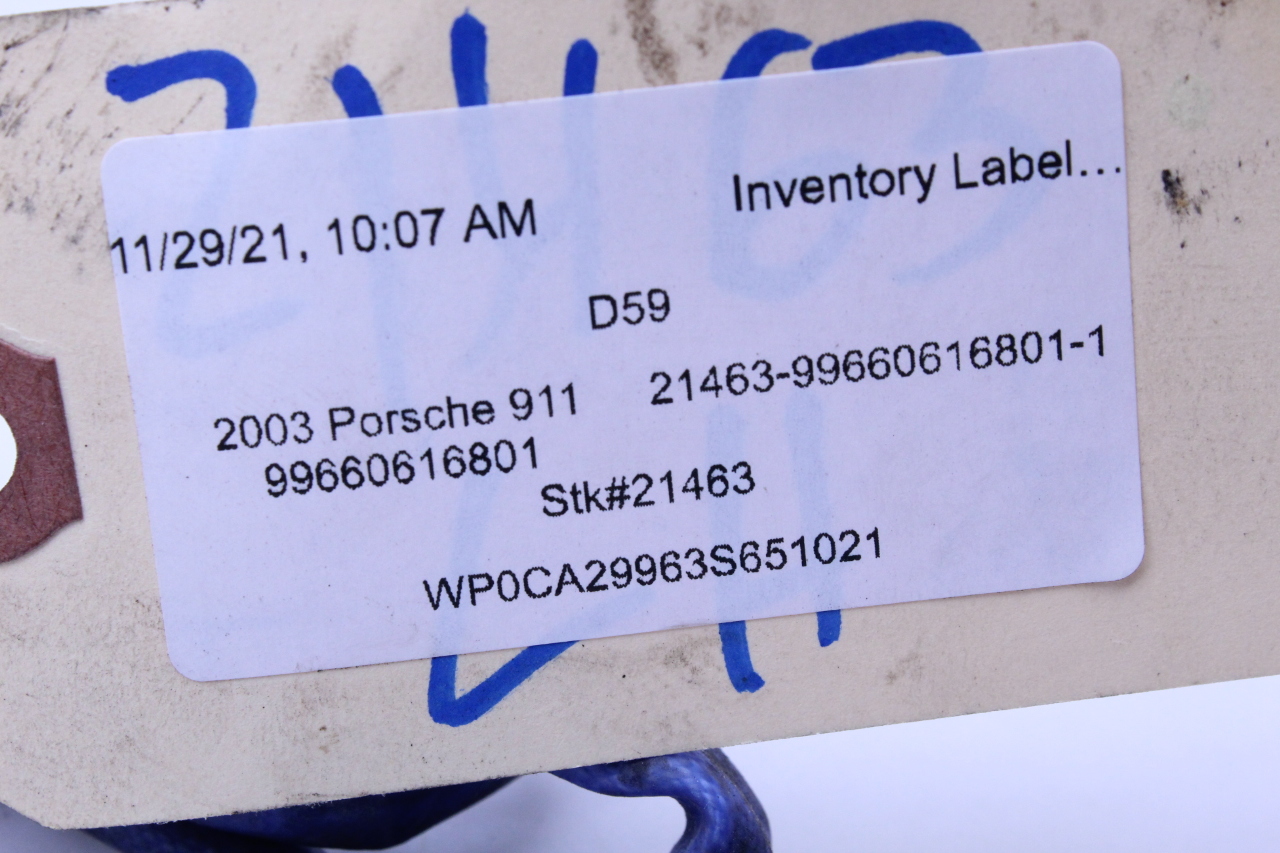 21463
11/29/21, 10:07 AM Inventory Label...
D59
2003 Porsche 911 21463-99660616801-1
99660616801
Stk#21463
WP0CA29963S651021